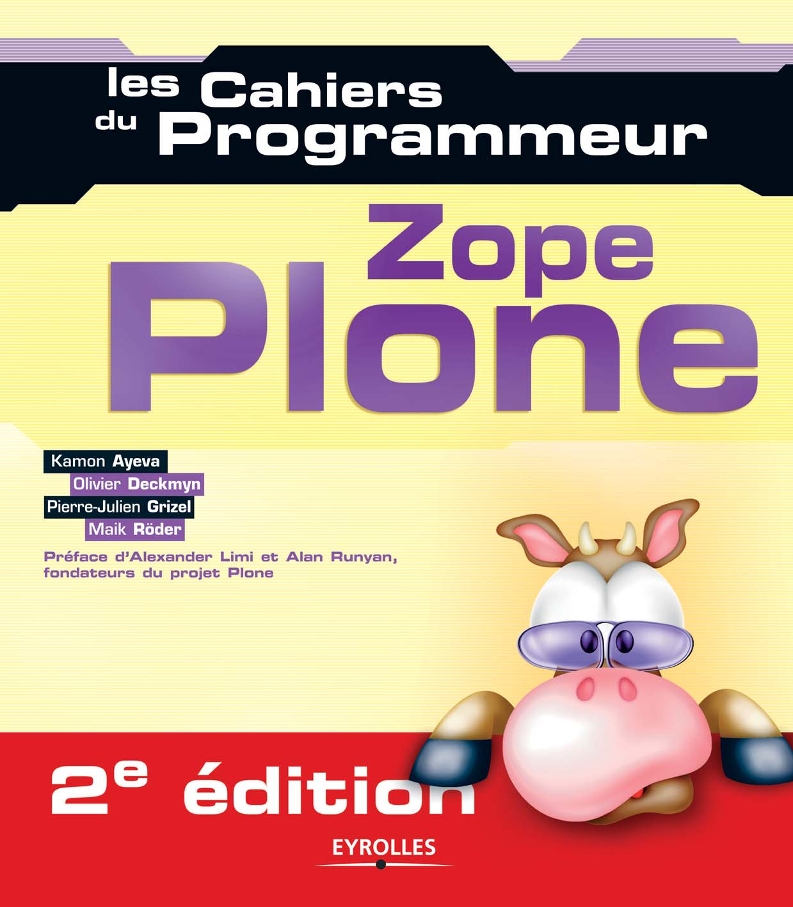 les Cahiers
du Programmeur
Zope
Plone
Kamon Ayeva
Olivier Deckmyn
Pierre-Julien Grizel
Maik Röder
Préface d'Alexander Limi et Alan Runyan,
fondateurs du projet Plone
2e édition
EYROLLES